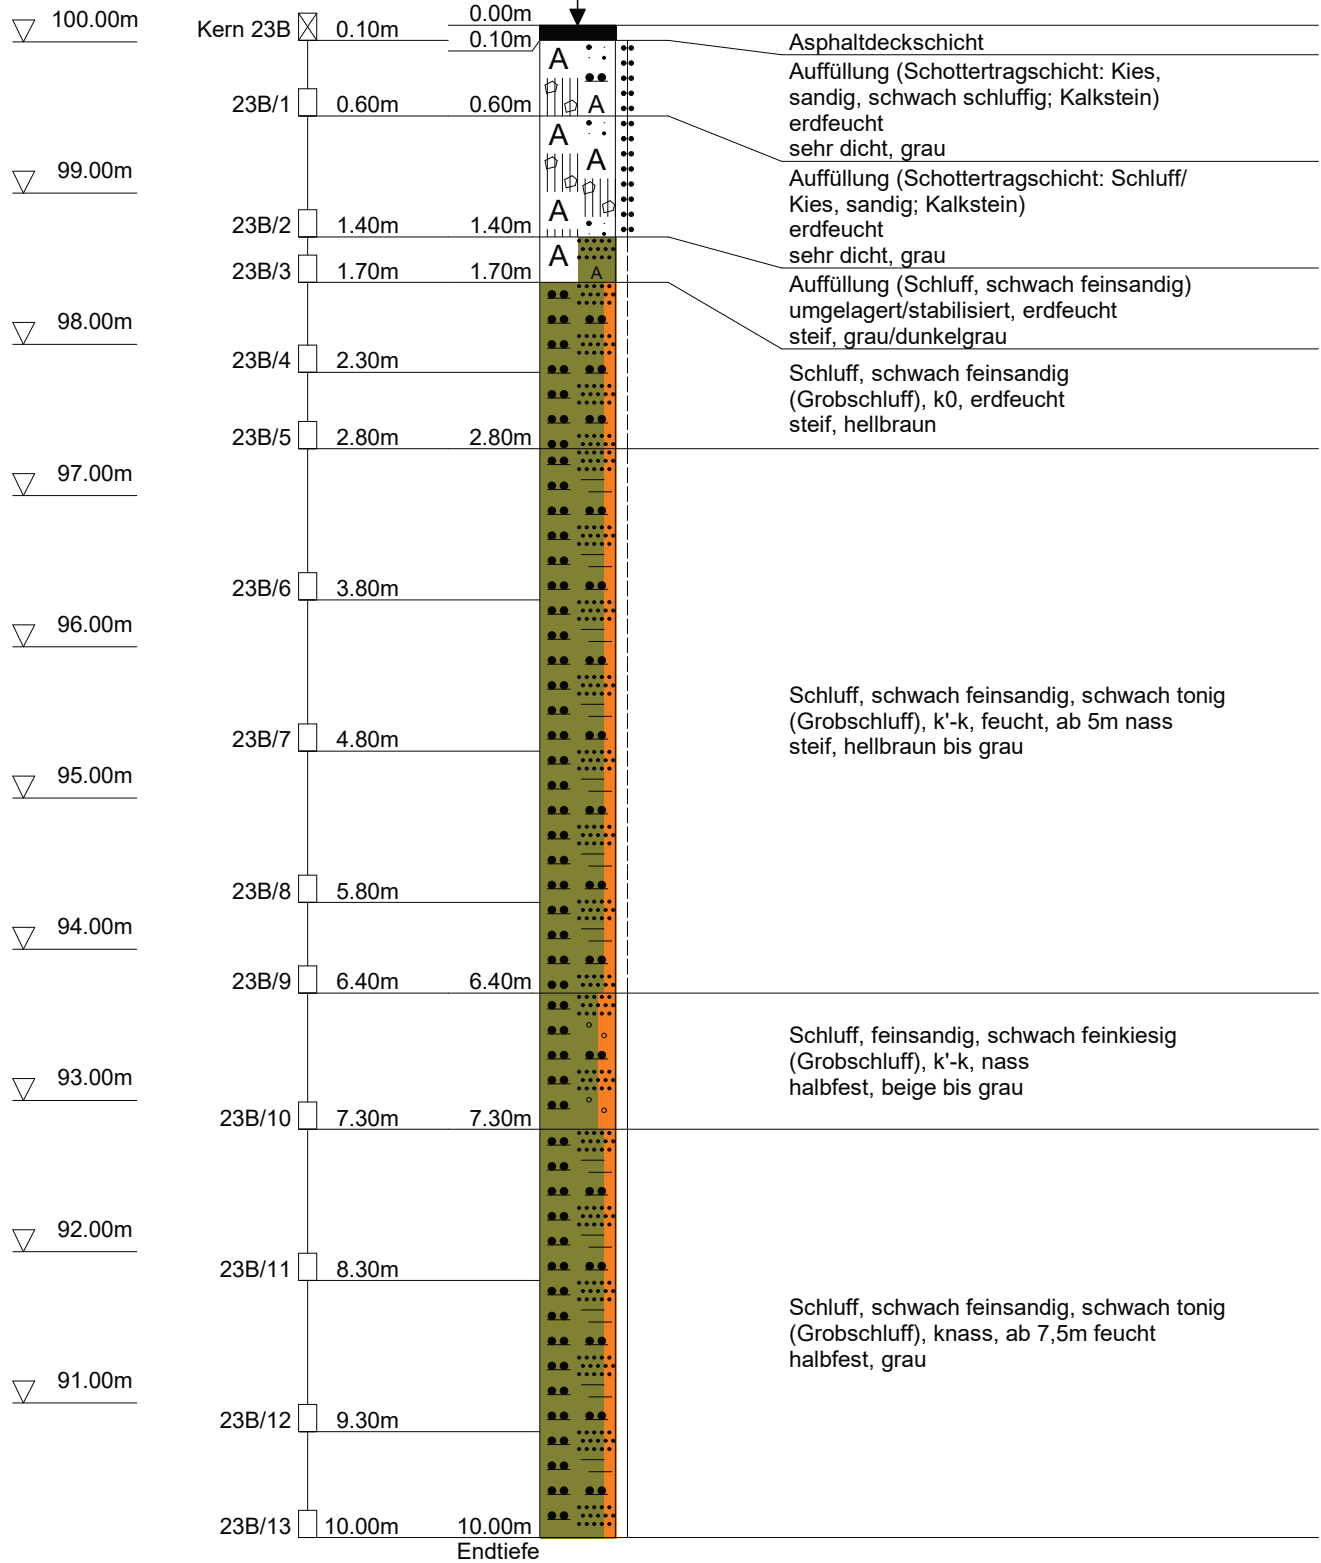 100.00m
Kern 23B 0.10m 0.00m
0.10m
Asphaltdeckschicht
A
Auffüllung (Schottertragschicht: Kies,
sandig, schwach schluffig; Kalkstein)
erdfeucht
sehr dicht, grau
23B/1 0.60m 0.60m A
A
A
99.00m
Auffüllung (Schottertragschicht: Schluff/
Kies, sandig; Kalkstein)
erdfeucht
sehr dicht, grau
A
23B/2 1.40m 1.40m
A
23B/3 1.70m 1.70m A
Auffüllung (Schluff, schwach feinsandig)
umgelagert/stabilisiert, erdfeucht
steif, grau/dunkelgrau
98.00m
23B/4 2.30m
Schluff, schwach feinsandig
(Grobschluff), k0, erdfeucht
steif, hellbraun
23B/5 2.80m 2.80m
97.00m
23B/6 3.80m
96.00m
Schluff, schwach feinsandig, schwach tonig
(Grobschluff), k'-k, feucht, ab 5m nass
steif, hellbraun bis grau
23B/7 4.80m
95.00m
23B/8 5.80m
94.00m
23B/9 6.40m 6.40m
Schluff, feinsandig, schwach feinkiesig
(Grobschluff), k'-k, nass
halbfest, beige bis grau
93.00m
23B/10 7.30m 7.30m
92.00m
23B/11 8.30m
Schluff, schwach feinsandig, schwach tonig
(Grobschluff), knass, ab 7,5m feucht
halbfest, grau
91.00m
23B/12 9.30m
23B/13 10.00m 10.00m
Endtiefe